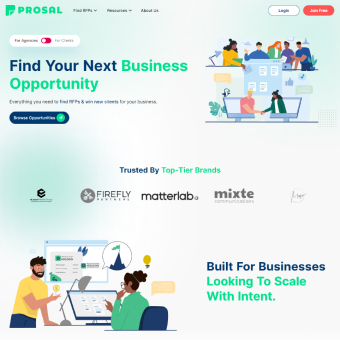 PROSAL
Find RFPs
Resources
About Us
Login
Join Free
For Agencies
For Clients
Find Your Next Business
Opportunity
Everything you need to find RFPs & win new clients for your business.
Browse Opportunities
Trusted By Top-Tier Brands
FIREFLY
PARTNERS
matterlab
mixte
communications
Built For Businesses
Looking To Scale
With Intent.